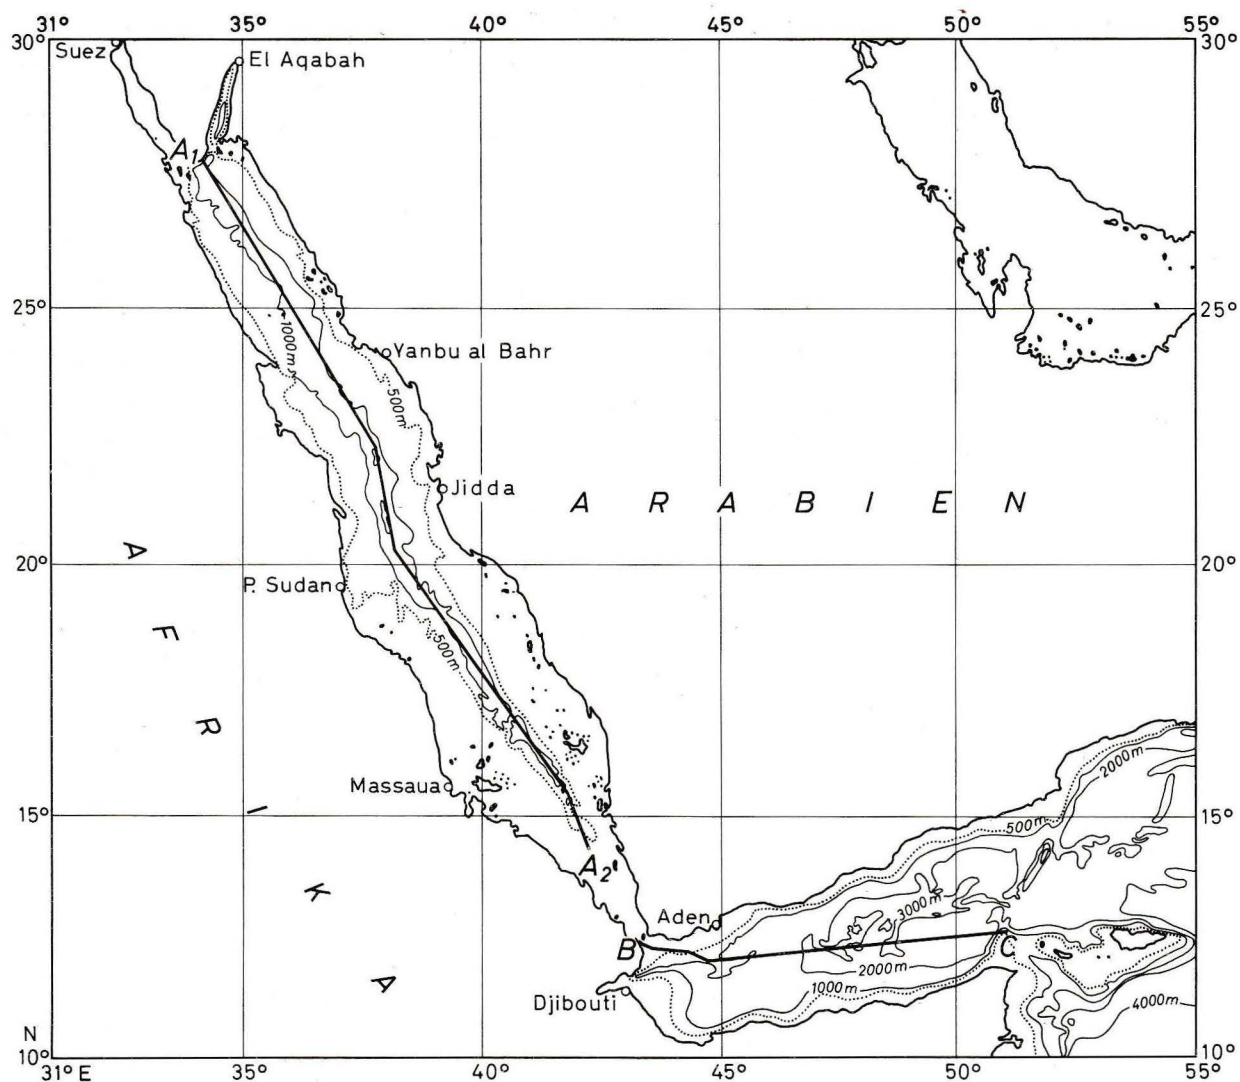 31° 35° 40° 45° 50° 55°
30° 30°
Suez
El Aqabah
A1
25° 25°
1000m
Yanbu al Bahr
500m
Jidda
ARABIEN
20° 20°
P. Sudan
500m
AFRIKA
Massaua
2000m
15° 500m 15°
A2
Aden
3000m
B
2000m
1000m
Djibouti
4000m
N
10° 10°
31° E 35° 40° 45° 50° 55°